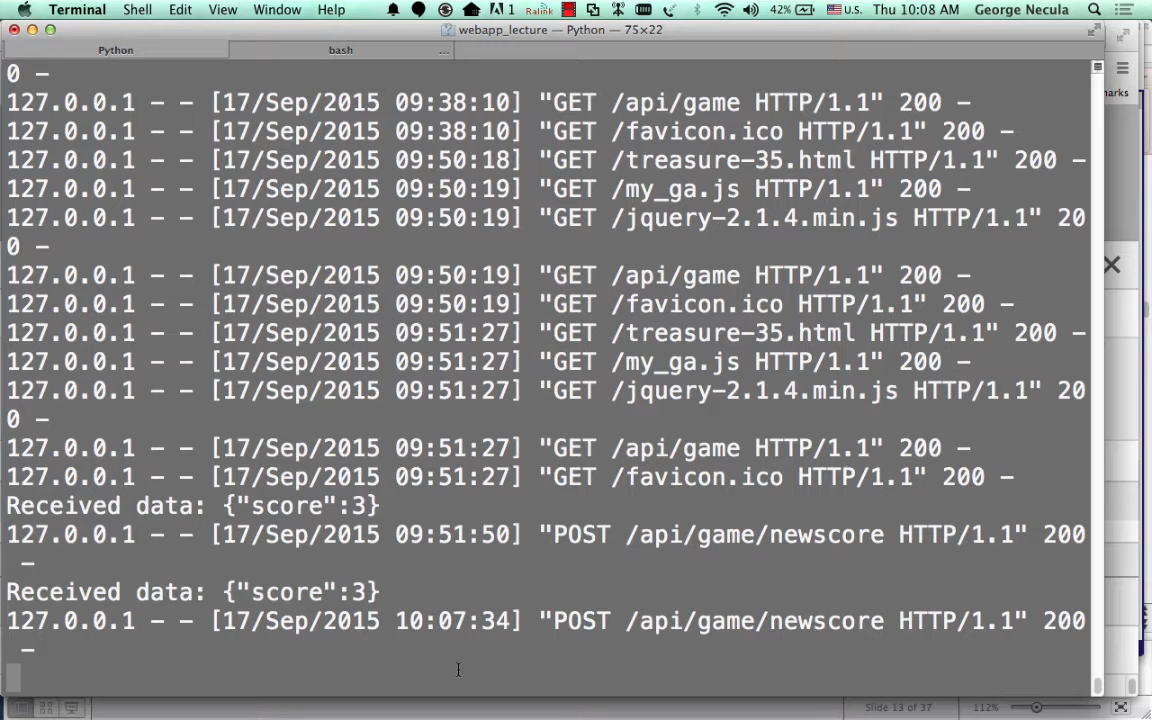 Terminal Shell Edit View Window Help 1 Ralink 42% U.S. Thu 10:08 AM George Necula
webapp_lecture — Python — 75×22
Python bash ...
0 -
127.0.0.1 - - [17/Sep/2015 09:38:10] "GET /api/game HTTP/1.1" 200 -
127.0.0.1 - - [17/Sep/2015 09:38:10] "GET /favicon.ico HTTP/1.1" 200 -
127.0.0.1 - - [17/Sep/2015 09:50:18] "GET /treasure-35.html HTTP/1.1" 200 -
127.0.0.1 - - [17/Sep/2015 09:50:19] "GET /my_ga.js HTTP/1.1" 200 -
127.0.0.1 - - [17/Sep/2015 09:50:19] "GET /jquery-2.1.4.min.js HTTP/1.1" 20
0 -
127.0.0.1 - - [17/Sep/2015 09:50:19] "GET /api/game HTTP/1.1" 200 -
127.0.0.1 - - [17/Sep/2015 09:50:19] "GET /favicon.ico HTTP/1.1" 200 -
127.0.0.1 - - [17/Sep/2015 09:51:27] "GET /treasure-35.html HTTP/1.1" 200 -
127.0.0.1 - - [17/Sep/2015 09:51:27] "GET /my_ga.js HTTP/1.1" 200 -
127.0.0.1 - - [17/Sep/2015 09:51:27] "GET /jquery-2.1.4.min.js HTTP/1.1" 20
0 -
127.0.0.1 - - [17/Sep/2015 09:51:27] "GET /api/game HTTP/1.1" 200 -
127.0.0.1 - - [17/Sep/2015 09:51:27] "GET /favicon.ico HTTP/1.1" 200 -
Received data: {"score":3}
127.0.0.1 - - [17/Sep/2015 09:51:50] "POST /api/game/newscore HTTP/1.1" 200
-
Received data: {"score":3}
127.0.0.1 - - [17/Sep/2015 10:07:34] "POST /api/game/newscore HTTP/1.1" 200
-
Slide 13 of 37 112%